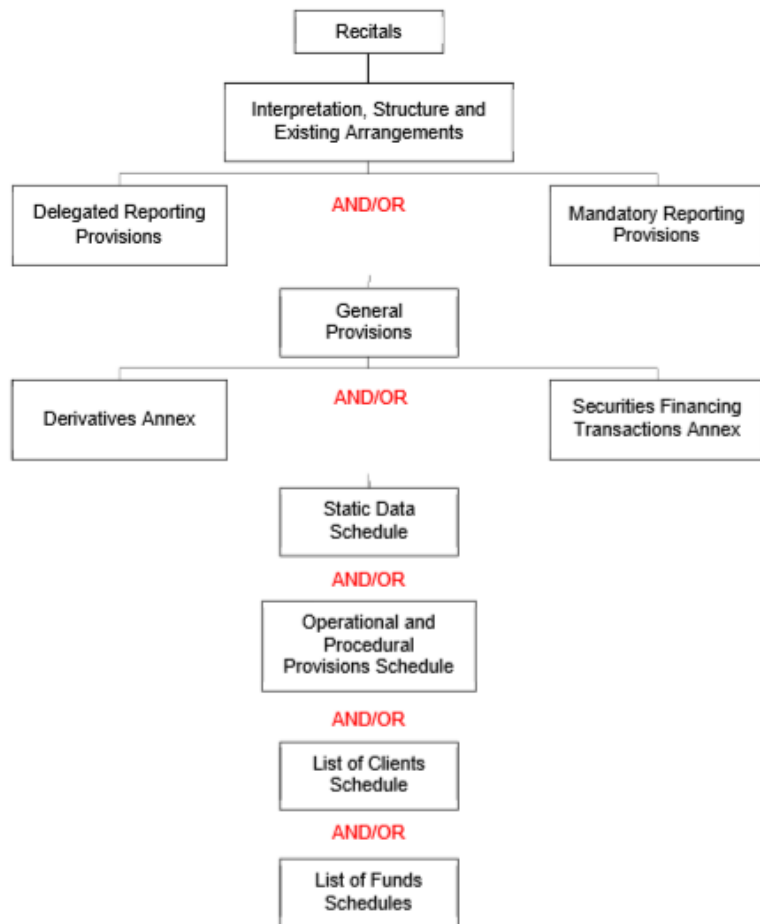 Recitals
Interpretation, Structure and
Existing Arrangements
Delegated Reporting
Provisions
AND/OR
Mandatory Reporting
Provisions
General
Provisions
Derivatives Annex
AND/OR
Securities Financing
Transactions Annex
Static Data
Schedule
AND/OR
Operational and
Procedural
Provisions Schedule
AND/OR
List of Clients
Schedule
AND/OR
List of Funds
Schedules